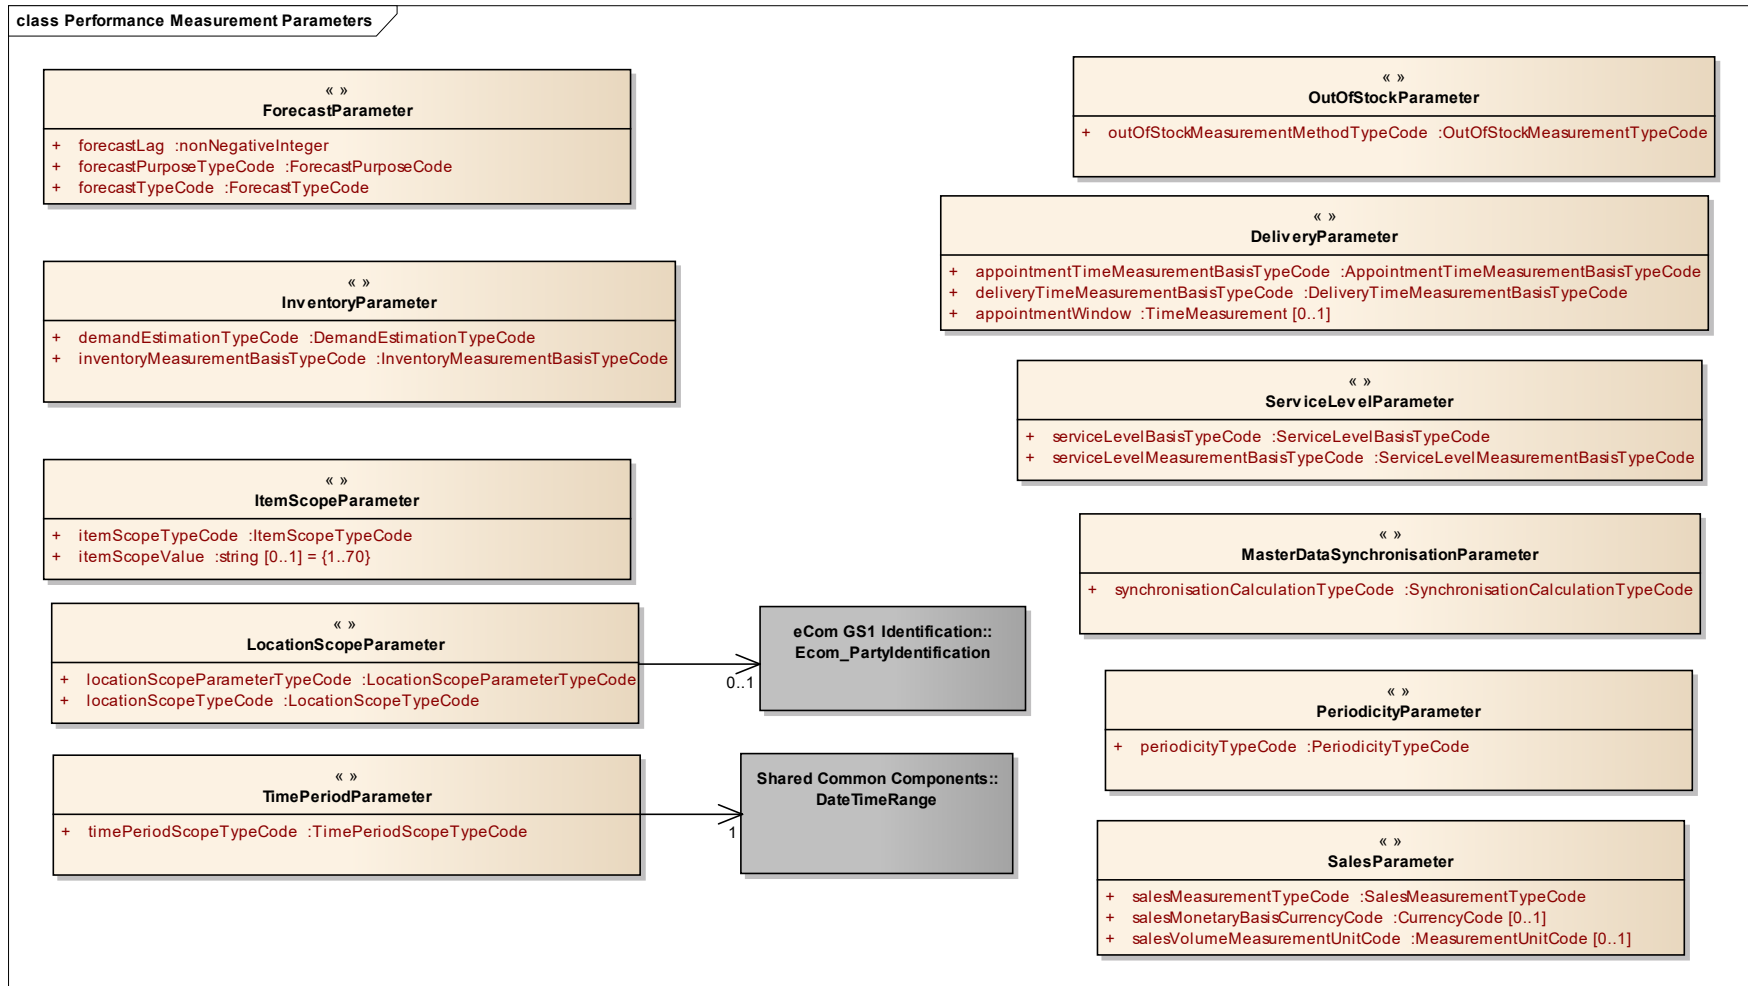 class Performance Measurement Parameters
« »
ForecastParameter
+ forecastLag :nonNegativeInteger
+ forecastPurposeTypeCode :ForecastPurposeCode
+ forecastTypeCode :ForecastTypeCode
« »
InventoryParameter
+ demandEstimationTypeCode :DemandEstimationTypeCode
+ inventoryMeasurementBasisTypeCode :InventoryMeasurementBasisTypeCode
« »
ItemScopeParameter
+ itemScopeTypeCode :ItemScopeTypeCode
+ itemScopeValue :string [0..1] = {1..70}
« »
LocationScopeParameter
+ locationScopeParameterTypeCode :LocationScopeParameterTypeCode
+ locationScopeTypeCode :LocationScopeTypeCode
0..1
eCom GS1 Identification::
Ecom_PartyIdentification
« »
TimePeriodParameter
+ timePeriodScopeTypeCode :TimePeriodScopeTypeCode
1
Shared Common Components::
DateTimeRange
« »
OutOfStockParameter
+ outOfStockMeasurementMethodTypeCode :OutOfStockMeasurementTypeCode
« »
DeliveryParameter
+ appointmentTimeMeasurementBasisTypeCode :AppointmentTimeMeasurementBasisTypeCode
+ deliveryTimeMeasurementBasisTypeCode :DeliveryTimeMeasurementBasisTypeCode
+ appointmentWindow :TimeMeasurement [0..1]
« »
ServiceLevelParameter
+ serviceLevelBasisTypeCode :ServiceLevelBasisTypeCode
+ serviceLevelMeasurementBasisTypeCode :ServiceLevelMeasurementBasisTypeCode
« »
MasterDataSynchronisationParameter
+ synchronisationCalculationTypeCode :SynchronisationCalculationTypeCode
« »
PeriodicityParameter
+ periodicityTypeCode :PeriodicityTypeCode
« »
SalesParameter
+ salesMeasurementTypeCode :SalesMeasurementTypeCode
+ salesMonetaryBasisCurrencyCode :CurrencyCode [0..1]
+ salesVolumeMeasurementUnitCode :MeasurementUnitCode [0..1]